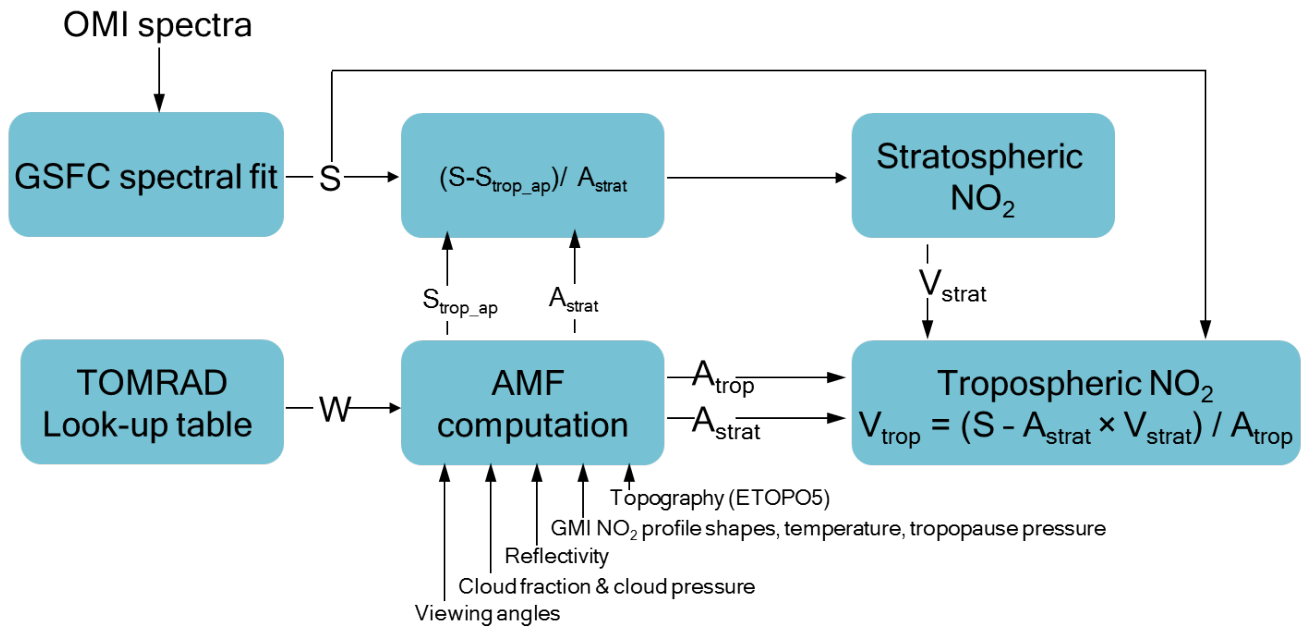 OMI spectra
GSFC spectral fit
S
(S-Strop_ap)/ Astrat
Stratospheric
NO2
Strop_ap
Astrat
Vstrat
TOMRAD
Look-up table
W
AMF
computation
Atrop
Astrat
Tropospheric NO2
Vtrop = (S - Astrat × Vstrat) / Atrop
Topography (ETOPO5)
GMI NO2 profile shapes, temperature, tropopause pressure
Reflectivity
Cloud fraction & cloud pressure
Viewing angles